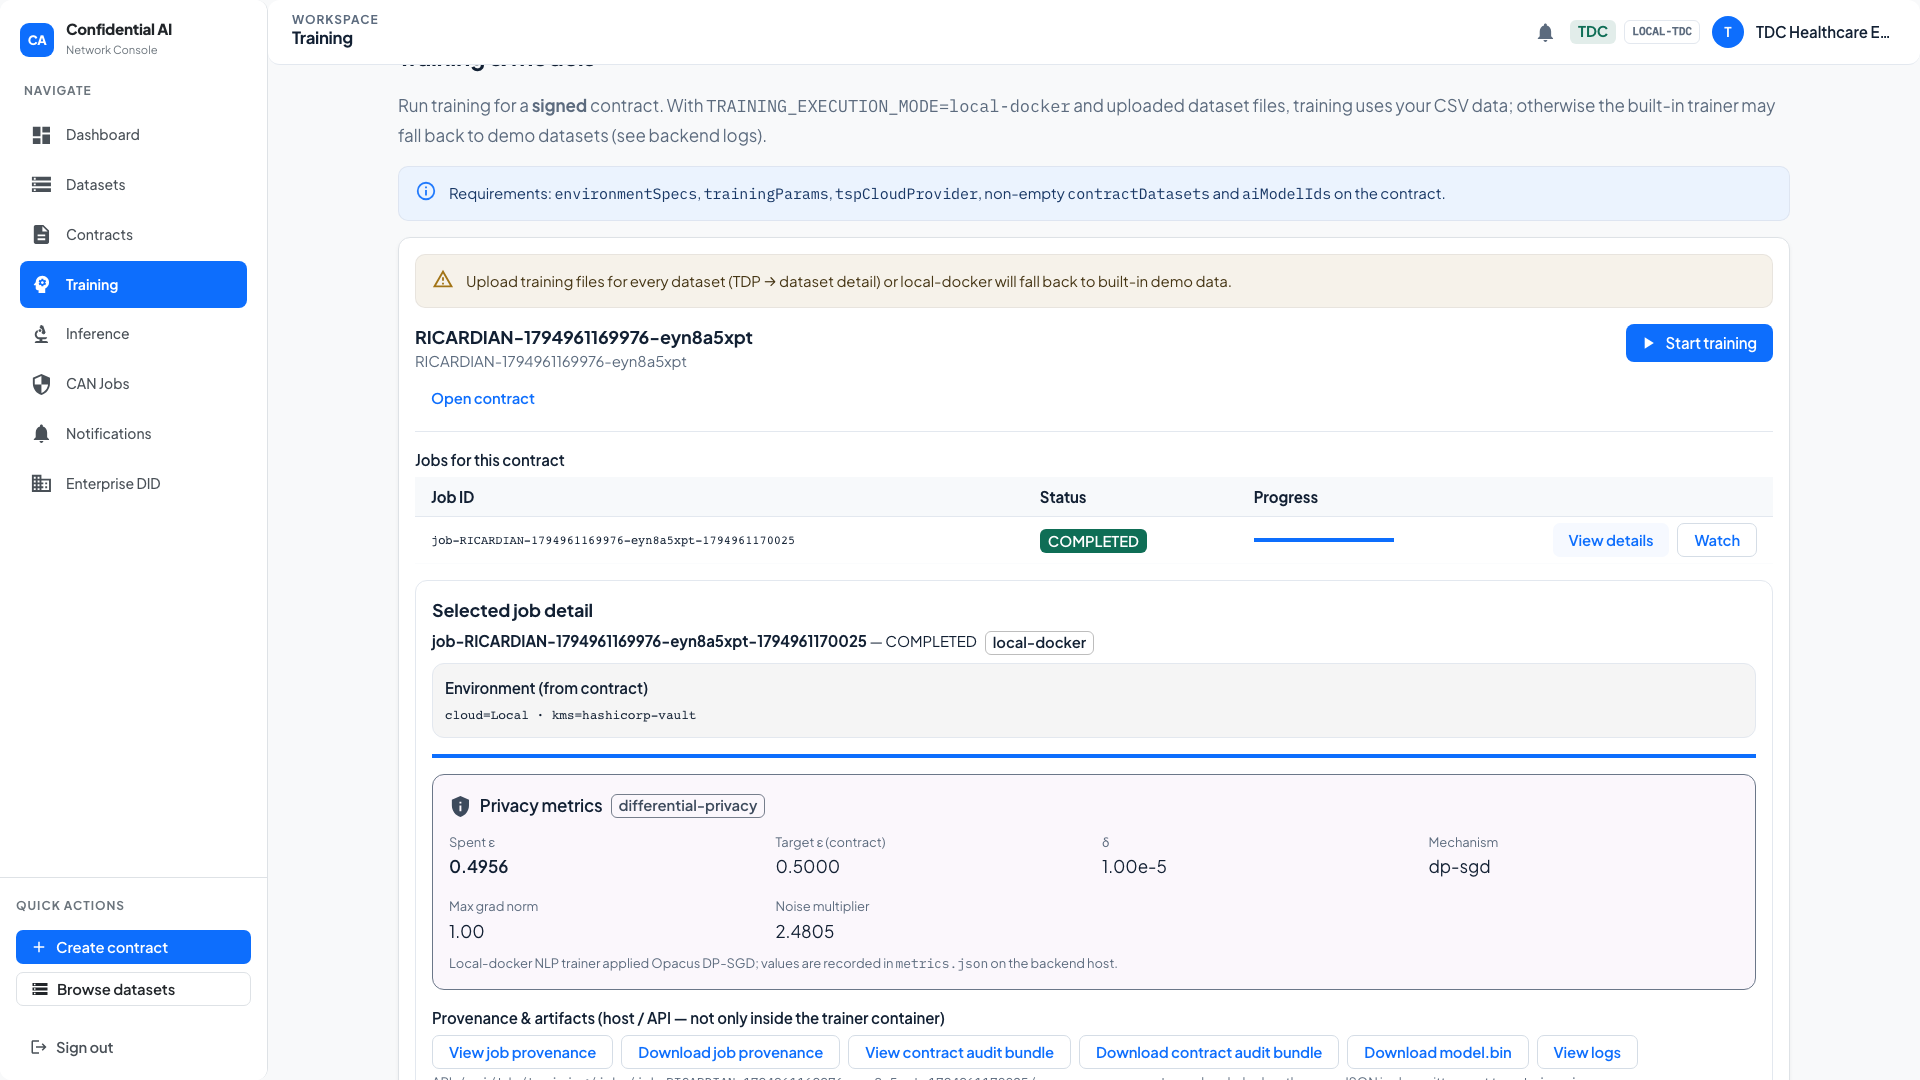 CA
Confidential AI
Network Console
NAVIGATE
Dashboard
Datasets
Contracts
Training
Inference
CAN Jobs
Notifications
Enterprise DID
QUICK ACTIONS
Create contract
Browse datasets
Sign out
WORKSPACE
Training
TDC
LOCAL-TDC
T
TDC Healthcare E...
Run training for a signed contract. With TRAINING_EXECUTION_MODE=local-docker and uploaded dataset files, training uses your CSV data; otherwise the built-in trainer may
fall back to demo datasets (see backend logs).
Requirements: environmentSpecs, trainingParams, tspCloudProvider, non-empty contractDatasets and aiModelIds on the contract.
Upload training files for every dataset (TDP → dataset detail) or local-docker will fall back to built-in demo data.
RICARDIAN-1794961169976-eyn8a5xpt
RICARDIAN-1794961169976-eyn8a5xpt
Start training
Open contract
Jobs for this contract
Job ID Status Progress
job-RICARDIAN-1794961169976-eyn8a5xpt-1794961170025 COMPLETED View details Watch
Selected job detail
job-RICARDIAN-1794961169976-eyn8a5xpt-1794961170025 — COMPLETED local-docker
Environment (from contract)
cloud=Local · kms=hashicorp-vault
Privacy metrics differential-privacy
Spent ε Target ε (contract) δ Mechanism
0.4956 0.5000 1.00e-5 dp-sgd
Max grad norm Noise multiplier
1.00 2.4805
Local-docker NLP trainer applied Opacus DP-SGD; values are recorded in metrics.json on the backend host.
Provenance & artifacts (host / API — not only inside the trainer container)
View job provenance Download job provenance View contract audit bundle Download contract audit bundle Download model.bin View logs